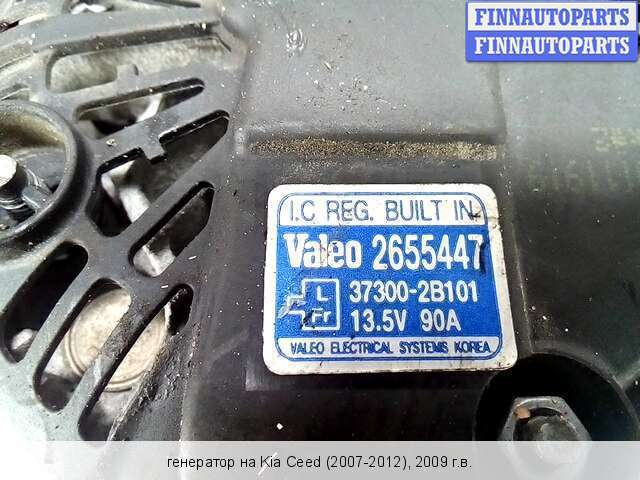 FINNAUTOPARTS
FINNAUTOPARTS
I.C REG. BUILT IN
Valeo 2655447
L
Fr
37300-2B101
13.5V 90A
VALEO ELECTRICAL SYSTEMS KOREA
генератор на Kia Ceed (2007-2012), 2009 г.в.